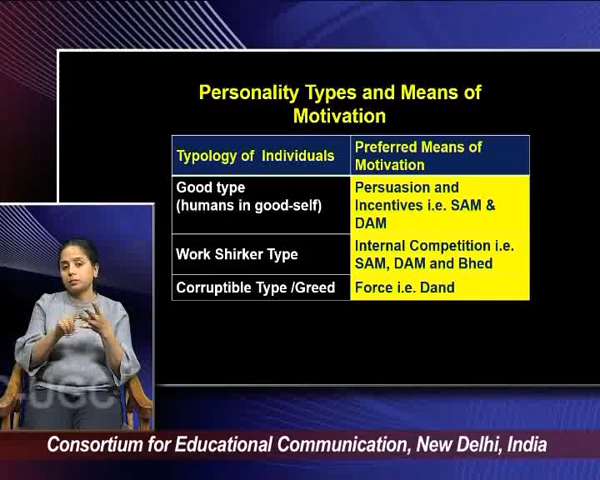 Personality Types and Means of
Motivation
Typology of Individuals
Preferred Means of
Motivation
Good type
(humans in good-self)
Persuasion and
Incentives i.e. SAM &
DAM
Work Shirker Type
Internal Competition i.e.
SAM, DAM and Bhed
Corruptible Type /Greed
Force i.e. Dand
C-UGC
Consortium for Educational Communication, New Delhi, India